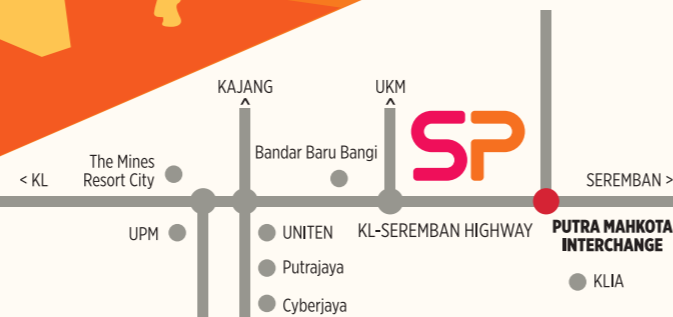 KAJANG
UKM
SP
The Mines
Resort City
Bandar Baru Bangi
< KL
SEREMBAN >
UPM
UNITEN
KL-SEREMBAN HIGHWAY
PUTRA MAHKOTA
INTERCHANGE
Putrajaya
KLIA
Cyberjaya